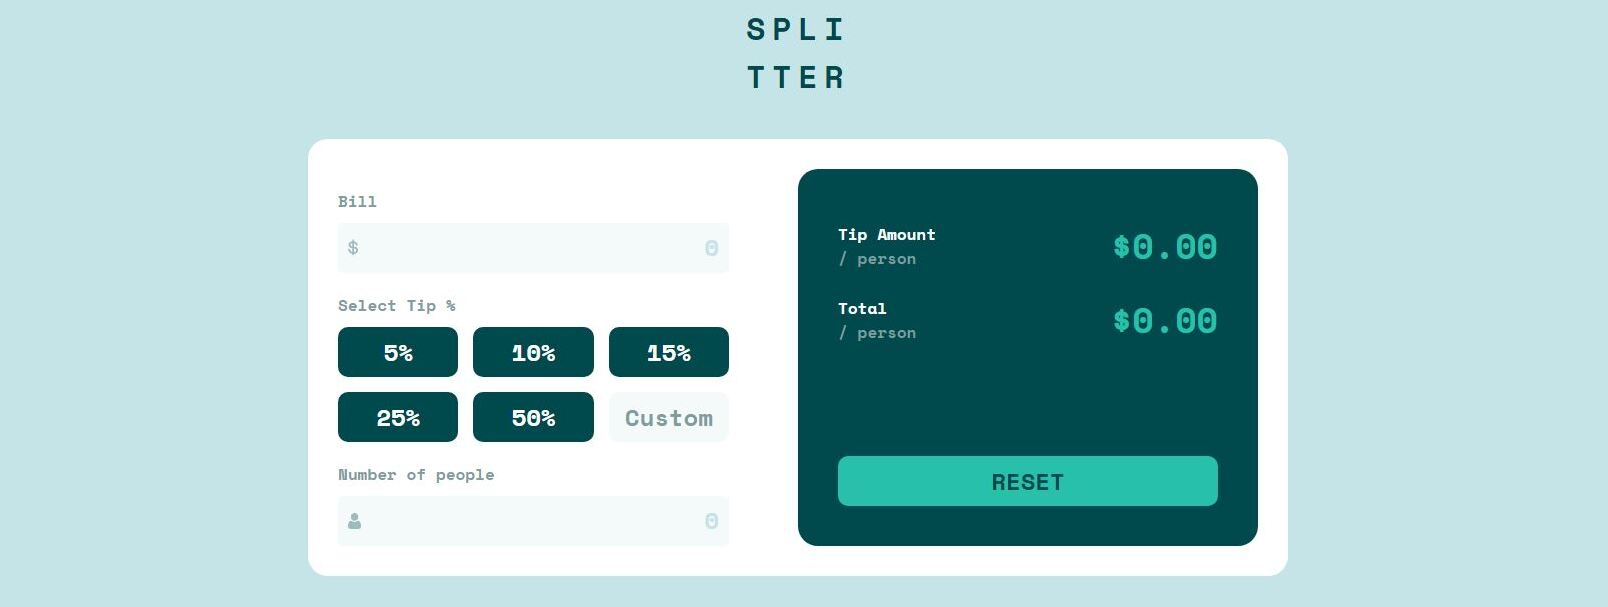 SPLI
TTER
Bill
$ 0
Select Tip %
5% 10% 15%
25% 50% Custom
Number of people
0
Tip Amount
/ person
$0.00
Total
/ person
$0.00
RESET